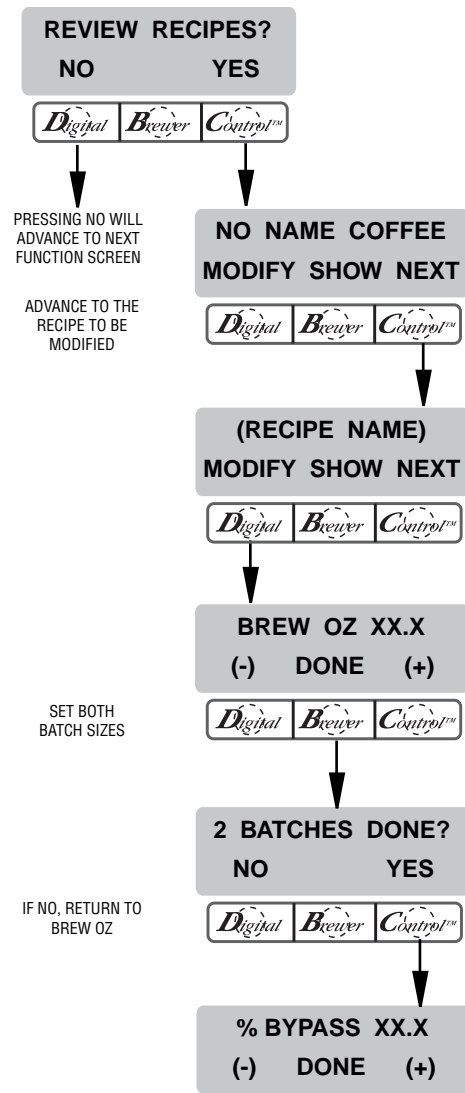 REVIEW RECIPES?
NO YES
Digital Brewer Control™
PRESSING NO WILL
ADVANCE TO NEXT
FUNCTION SCREEN
NO NAME COFFEE
MODIFY SHOW NEXT
ADVANCE TO THE
RECIPE TO BE
MODIFIED
Digital Brewer Control™
(RECIPE NAME)
MODIFY SHOW NEXT
Digital Brewer Control™
BREW OZ XX.X
(-) DONE (+)
SET BOTH
BATCH SIZES
Digital Brewer Control™
2 BATCHES DONE?
NO YES
IF NO, RETURN TO
BREW OZ
Digital Brewer Control™
% BYPASS XX.X
(-) DONE (+)